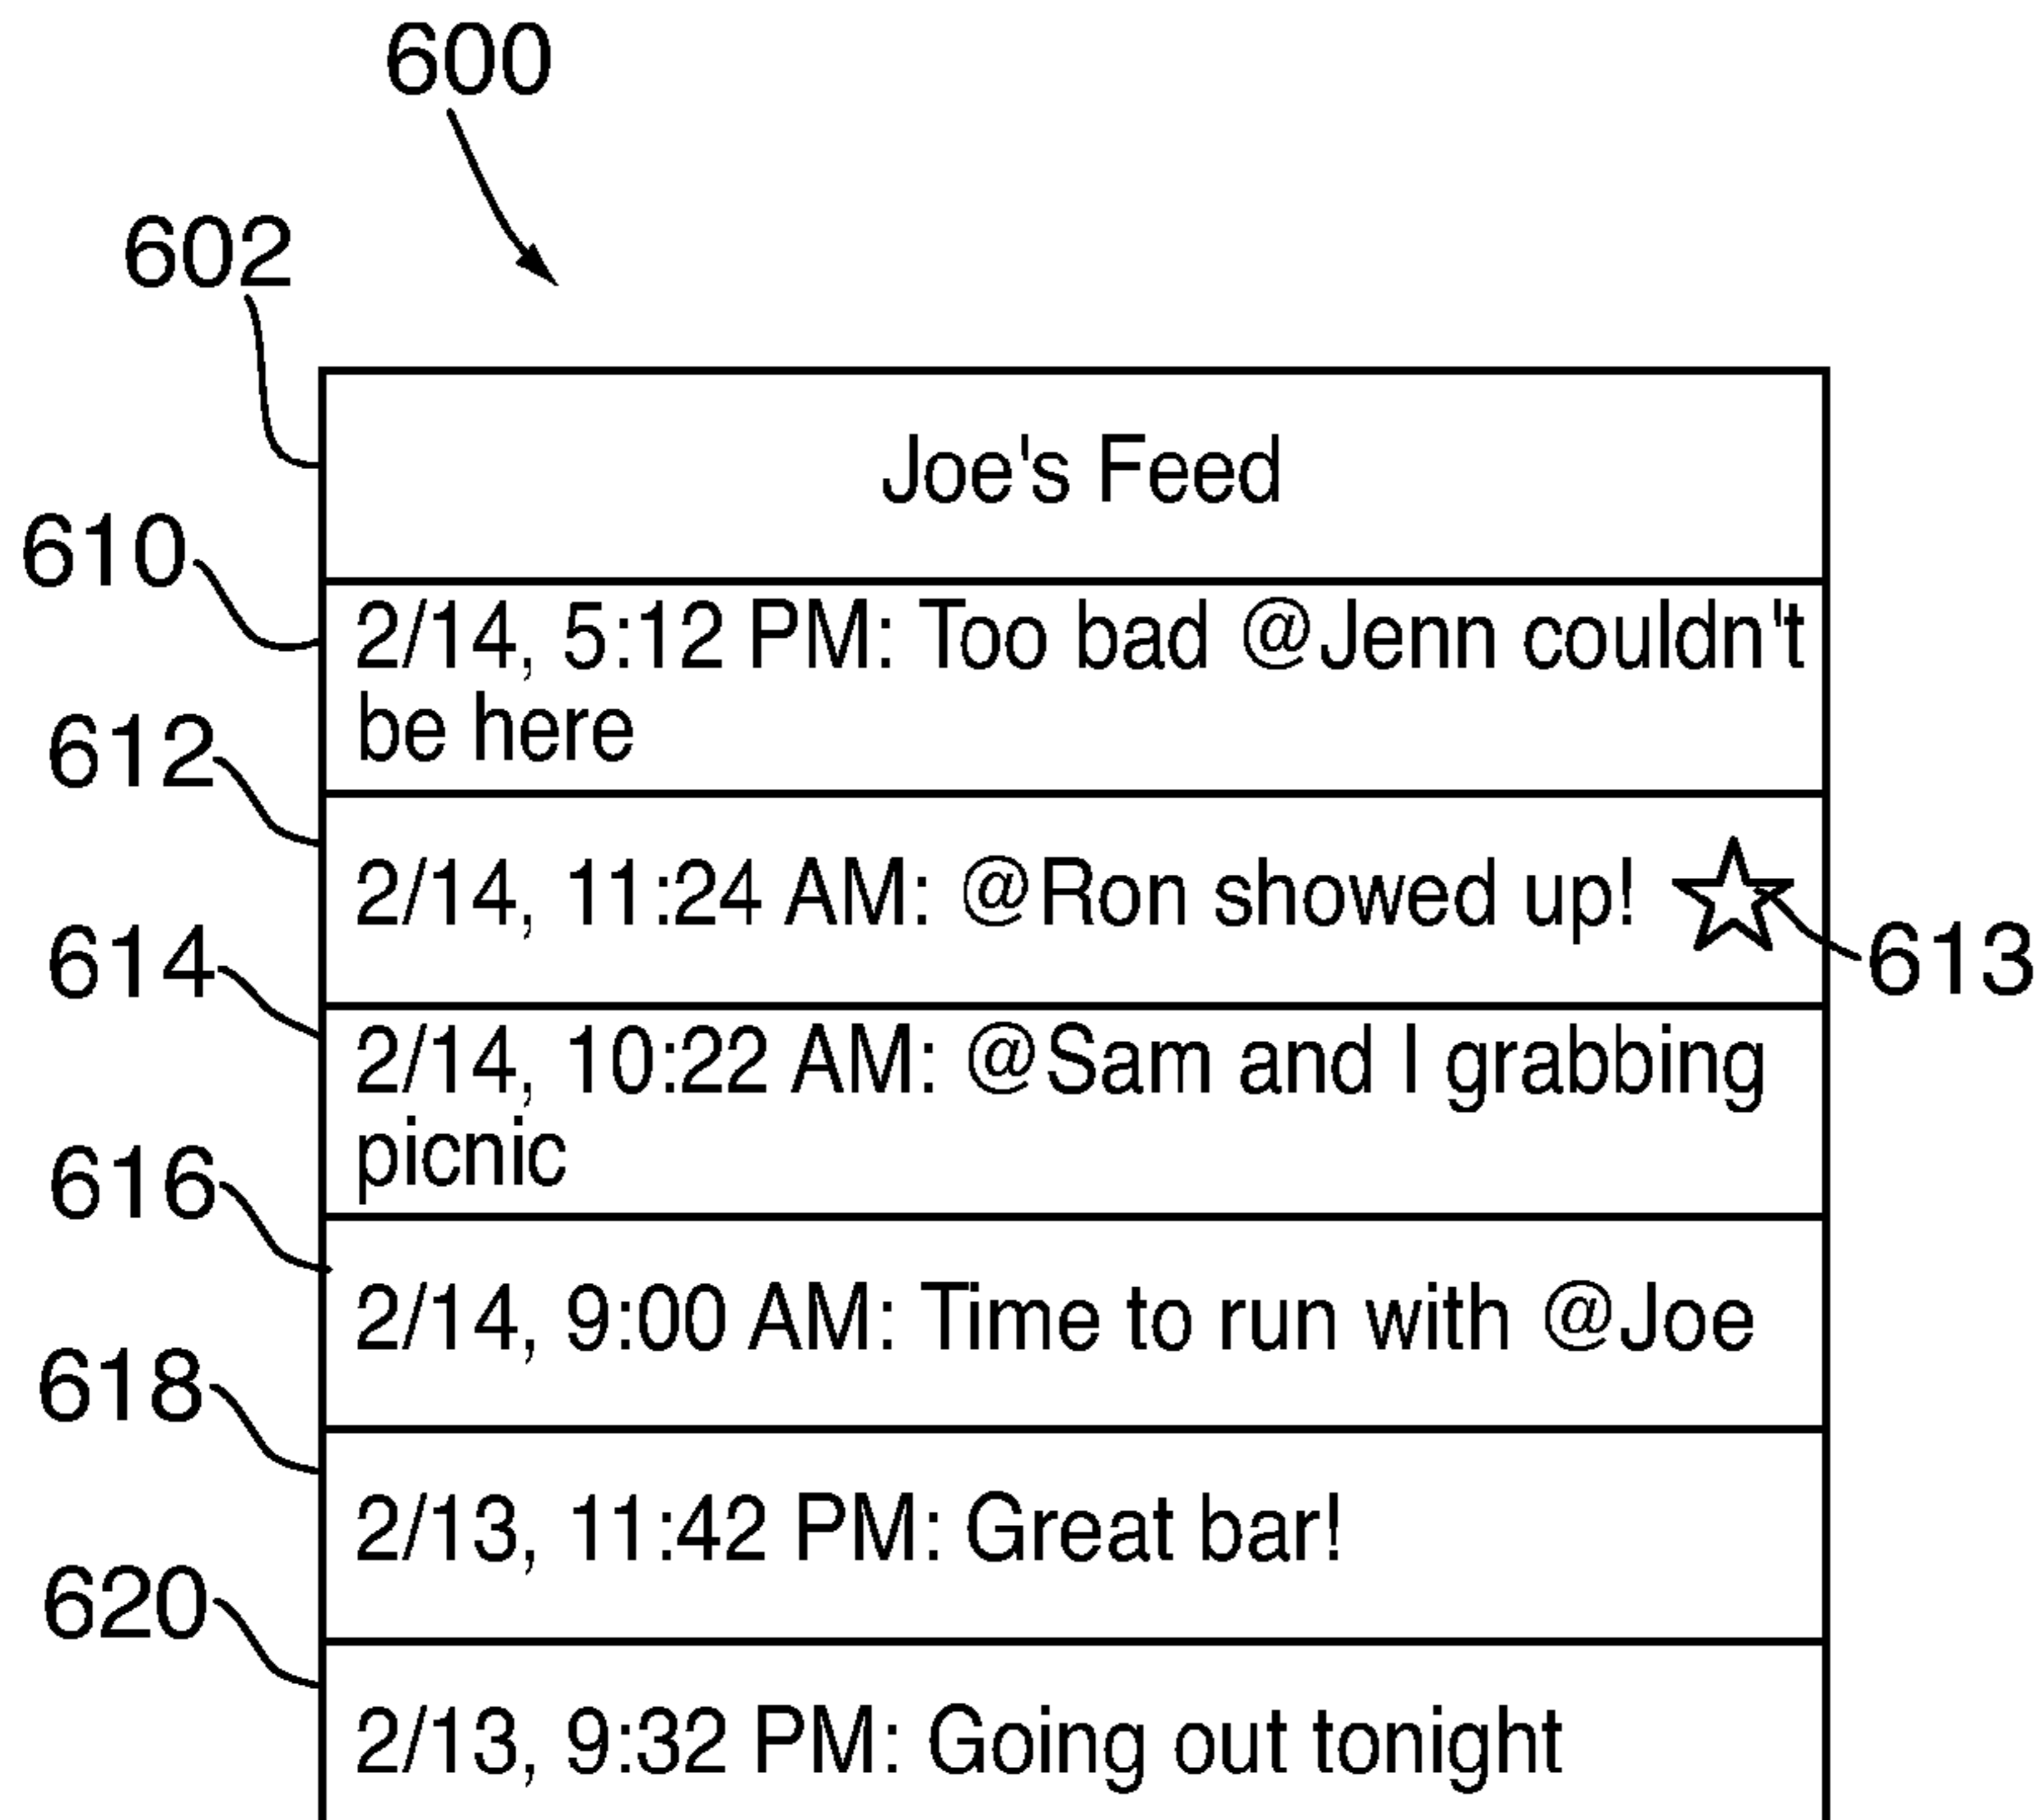 600
602
Joe's Feed
610
2/14, 5:12 PM: Too bad @Jenn couldn't
be here
612
2/14, 11:24 AM: @Ron showed up!
613
614
2/14, 10:22 AM: @Sam and I grabbing
picnic
616
2/14, 9:00 AM: Time to run with @Joe
618
2/13, 11:42 PM: Great bar!
620
2/13, 9:32 PM: Going out tonight